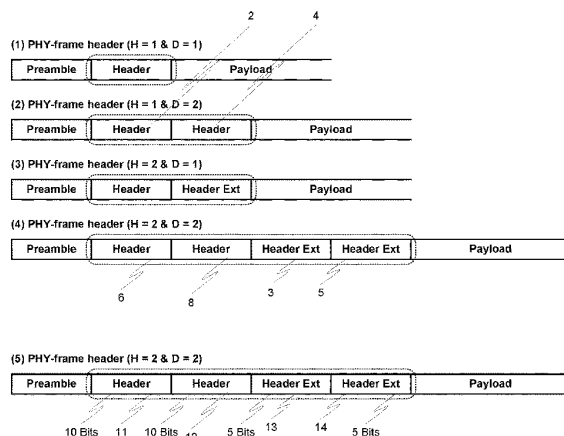 2 4
(1) PHY-frame header (H = 1 & D = 1)
Preamble Header Payload
(2) PHY-frame header (H = 1 & D = 2)
Preamble Header Header Payload
(3) PHY-frame header (H = 2 & D = 1)
Preamble Header Header Ext Payload
(4) PHY-frame header (H = 2 & D = 2)
Preamble Header Header Header Ext Header Ext Payload
6 8 3 5
(5) PHY-frame header (H = 2 & D = 2)
Preamble Header Header Header Ext Header Ext Payload
10 Bits 11 10 Bits 5 Bits 13 14 5 Bits